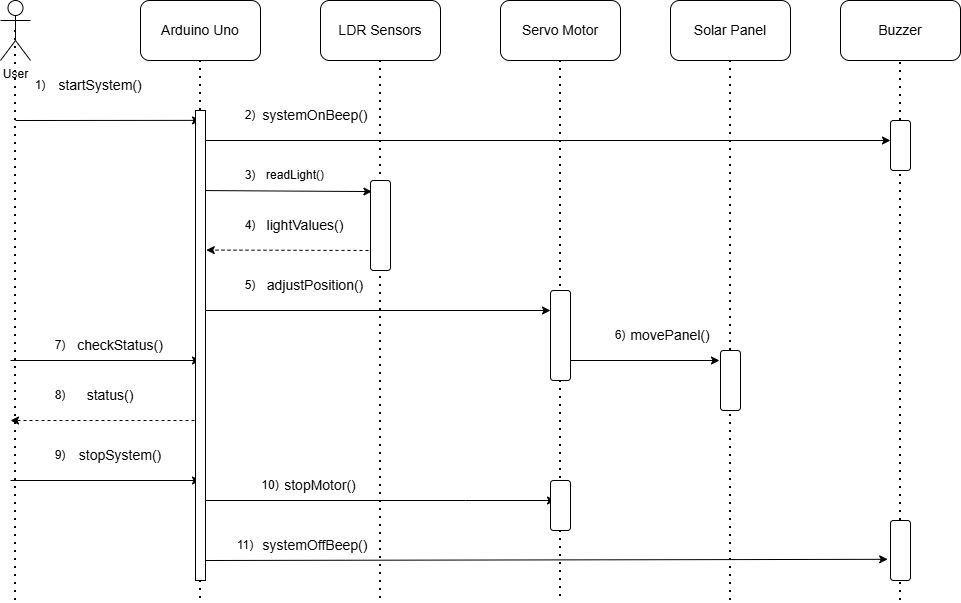 Arduino Uno
LDR Sensors
Servo Motor
Solar Panel
Buzzer
User
1) startSystem()
2) systemOnBeep()
3) readLight()
4) lightValues()
5) adjustPosition()
6) movePanel()
7) checkStatus()
8) status()
9) stopSystem()
10) stopMotor()
11) systemOffBeep()